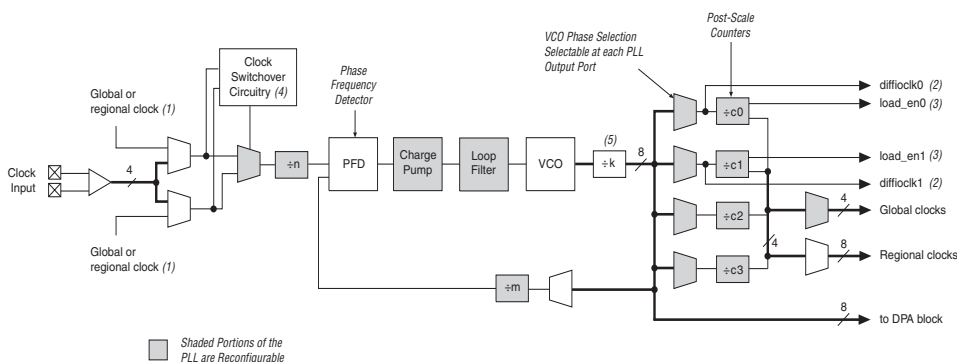 Post-Scale
Counters
VCO Phase Selection
Selectable at each PLL
Output Port
Clock
Switchover
Circuitry (4)
Phase
Frequency
Detector
Global or
regional clock (1)
diffioclk0 (2)
load_en0 (3)
÷c0
(5)
Clock
Input
4
÷n
PFD
Charge
Pump
Loop
Filter
VCO
÷k
8
÷c1
load_en1 (3)
diffioclk1 (2)
÷c2
4
Global clocks
Global or
regional clock (1)
4
8
Regional clocks
÷c3
÷m
8
to DPA block
Shaded Portions of the
PLL are Reconfigurable